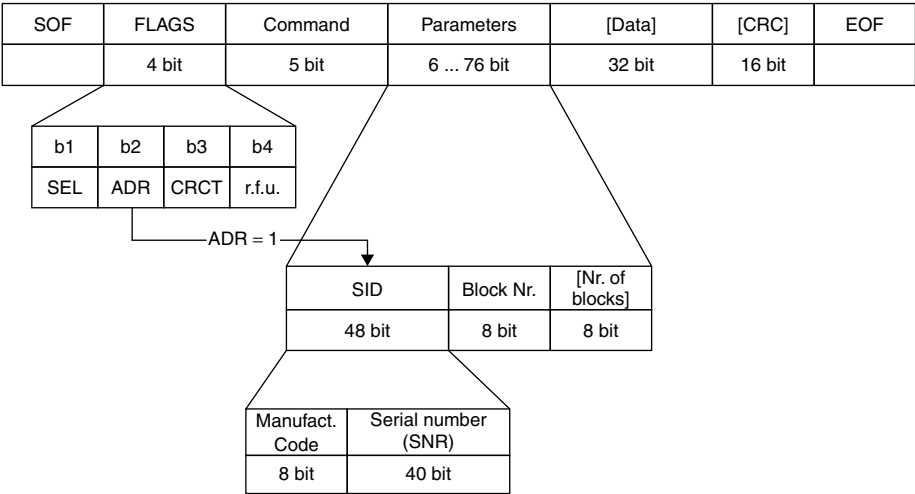 SOF FLAGS Command Parameters [Data] [CRC] EOF
4 bit 5 bit 6 ... 76 bit 32 bit 16 bit
b1 b2 b3 b4
SEL ADR CRCT r.f.u.
ADR = 1
SID Block Nr. [Nr. of
blocks]
48 bit 8 bit 8 bit
Manufact. Serial number
Code (SNR)
8 bit 40 bit